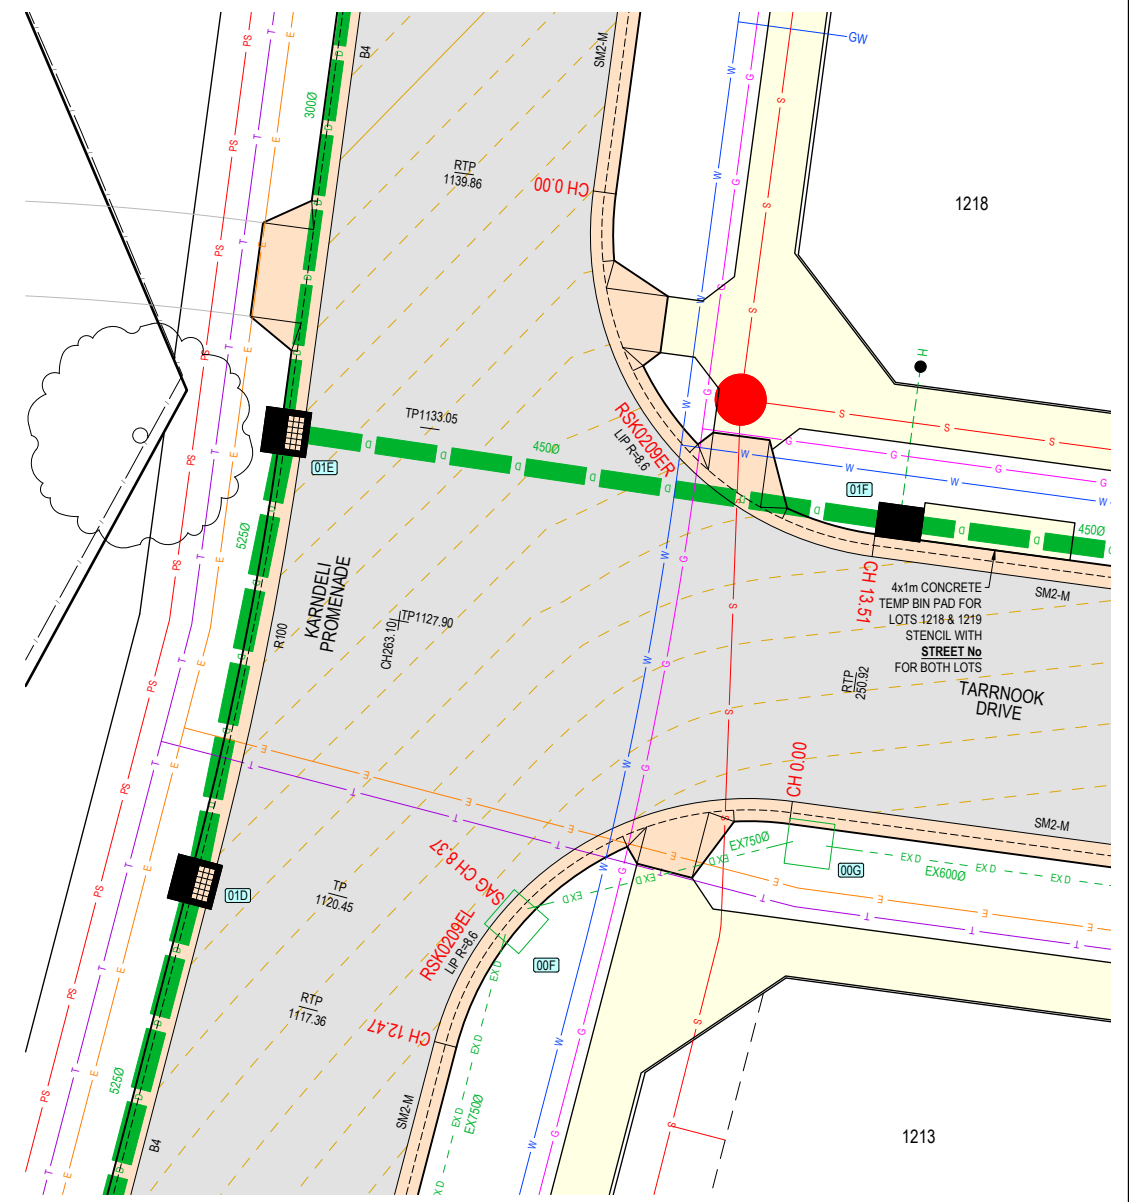 GW
B4
SM2-M
300Ø
RTP
1139.86
CH 0.00
1218
H
TP1133.05
450Ø
RSK0209ER
LIP R=8.6
01E
01F
450Ø
525Ø
KARNDELI
PROMENADE
R100
TP1127.90
CH263.10
CH 13.51
4x1m CONCRETE
TEMP BIN PAD FOR
LOTS 1218 & 1219
STENCIL WITH
STREET No
FOR BOTH LOTS
SM2-M
RTP
250.92
TARRNOOK
DRIVE
CH 0.00
SM2-M
EX750Ø
00G
EX600Ø
SAG CH 8.37
01D
TP
1120.45
RSK0209EL
LIP R=8.6
00F
RTP
1117.36
CH 12.47
525Ø
SM2-M
EX750Ø
B4
1213
PS
T
E
D
W
G
S
EX D